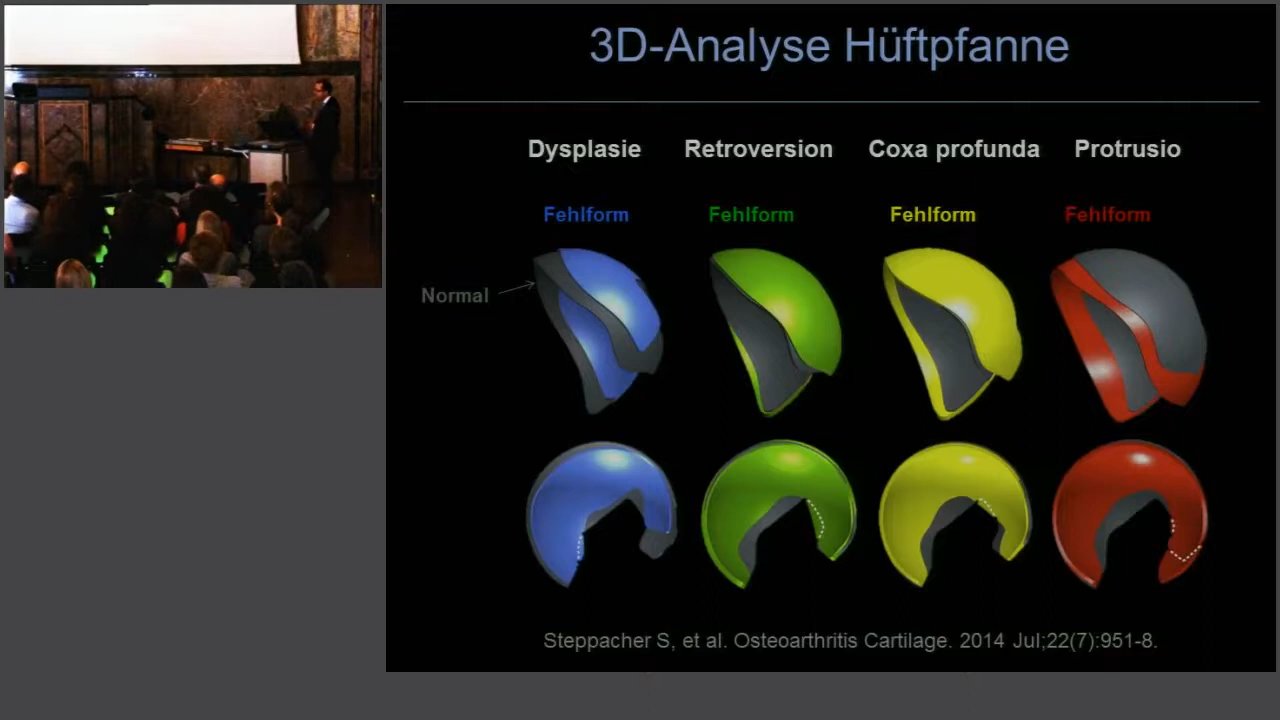 3D-Analyse Hüftpfanne
Dysplasie Retroversion Coxa profunda Protrusio
Fehlform Fehlform Fehlform Fehlform
Normal
Steppacher S, et al. Osteoarthritis Cartilage. 2014 Jul;22(7):951-8.